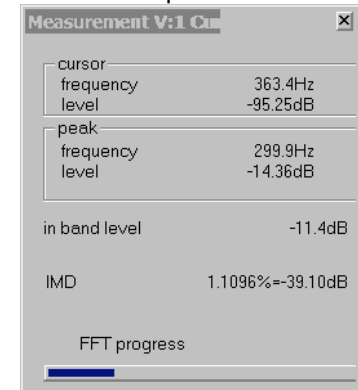 Measurement V:1 Cur
cursor
frequency 363.4Hz
level -95.25dB
peak
frequency 299.9Hz
level -14.36dB
in band level -11.4dB
IMD 1.1096%=-39.10dB
FFT progress